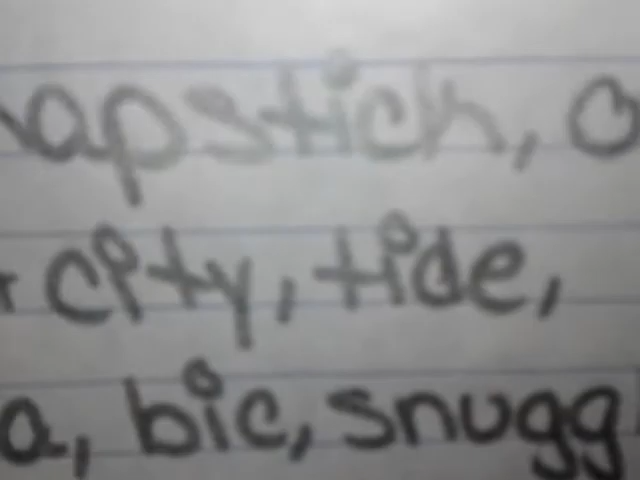 apstick, o
r city, tide,
a, bic, snugg